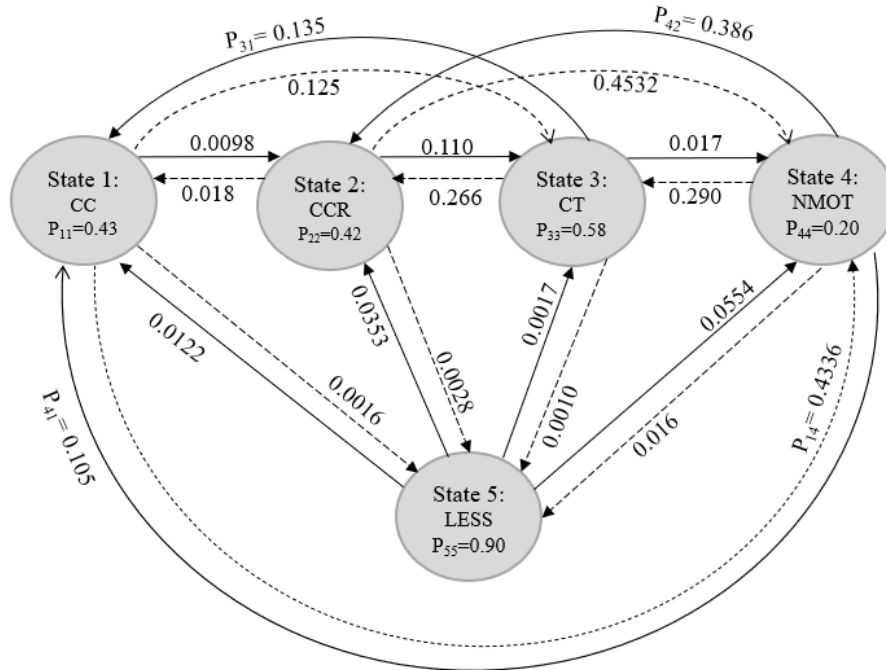 P31= 0.135
P42= 0.386
0.125
0.4532
0.0098
0.110
0.017
State 1:
CC
P11=0.43
0.018
State 2:
CCR
P22=0.42
0.266
State 3:
CT
P33=0.58
0.290
State 4:
NMOT
P44=0.20
0.0122
0.0016
0.0353
0.0028
0.0017
0.0010
0.0554
0.016
P41= 0.105
P14= 0.4336
State 5:
LESS
P55=0.90